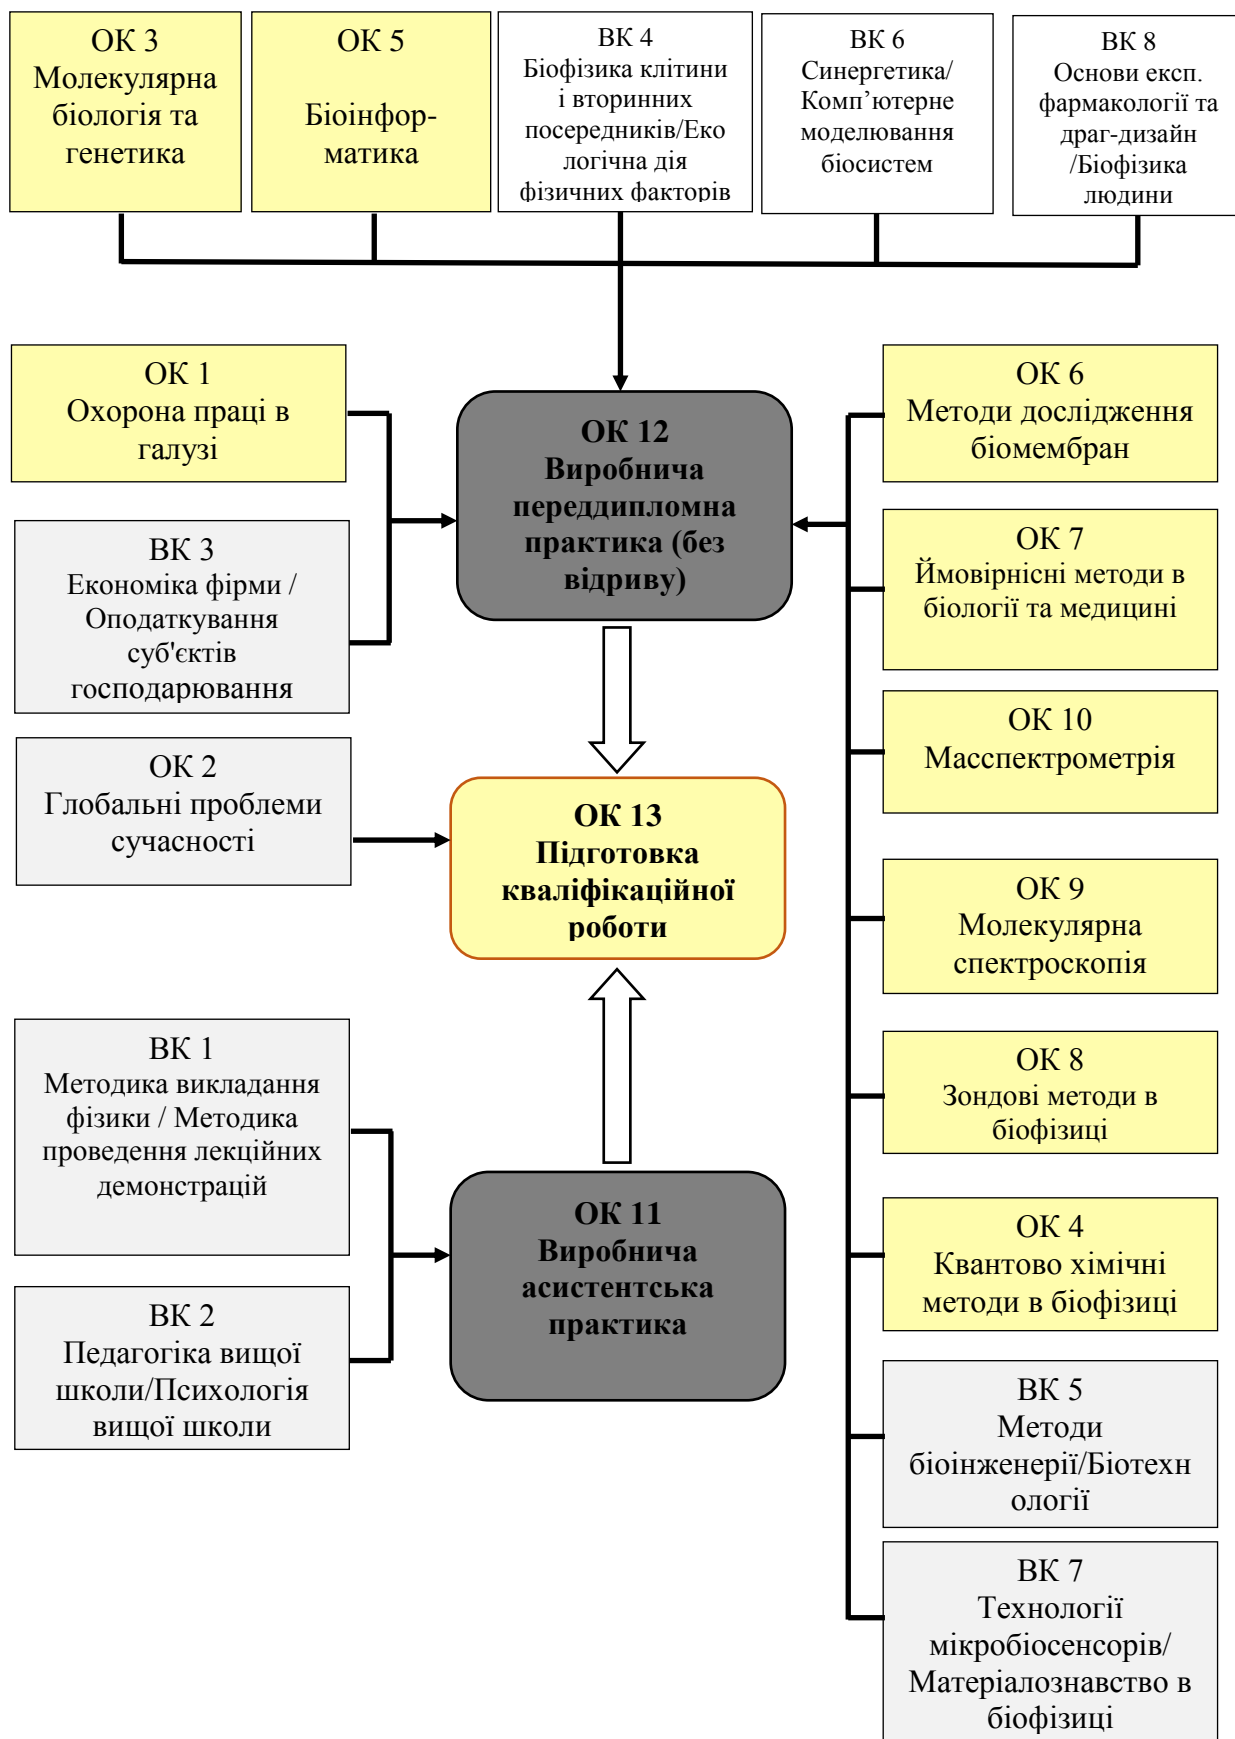 ОК 3
Молекулярна
біологія та
генетика
ОК 5
Біоінфор-
матика
ВК 4
Біофізика клітини
і вторинних
посередників/Еко
логічна дія
фізичних факторів
ВК 6
Синергетика/
Комп’ютерне
моделювання
біосистем
ВК 8
Основи експ.
фармакології та
драг-дизайн
/Біофізика
людини
ОК 1
Охорона праці в
галузі
ВК 3
Економіка фірми /
Оподаткування
суб'єктів
господарювання
ОК 2
Глобальні проблеми
сучасності
ВК 1
Методика викладання
фізики / Методика
проведення лекційних
демонстрацій
ВК 2
Педагогіка вищої
школи/Психологія
вищої школи
ОК 12
Виробнича
переддипломна
практика (без
відриву)
ОК 13
Підготовка
кваліфікаційної
роботи
ОК 11
Виробнича
асистентська
практика
ОК 6
Методи дослідження
біомембран
ОК 7
Ймовірнісні методи в
біології та медицині
ОК 10
Масспектрометрія
ОК 9
Молекулярна
спектроскопія
ОК 8
Зондові методи в
біофізиці
ОК 4
Квантово хімічні
методи в біофізиці
ВК 5
Методи
біоінженерії/Біотехн
ології
ВК 7
Технології
мікробіосенсорів/
Матеріалознавство в
біофізиці